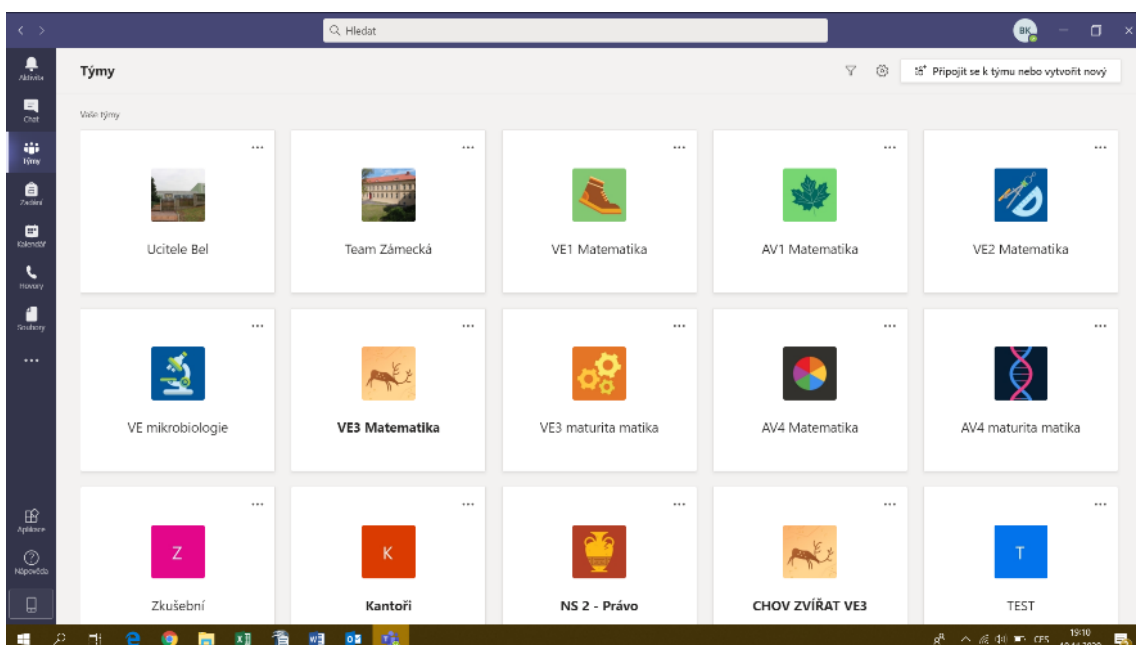 Hledat
BK
Aktivita
Chat
Týmy
Zadání
Kalendář
Hovory
Soubory
Aplikace
Nápověda
Týmy
Připojit se k týmu nebo vytvořit nový
Vaše týmy
Ucitele Bel
Team Zámecká
VE1 Matematika
AV1 Matematika
VE2 Matematika
VE mikrobiologie
VE3 Matematika
VE3 maturita matika
AV4 Matematika
AV4 maturita matika
Z
Zkušební
K
Kantoři
NS 2 - Právo
CHOV ZVÍŘAT VE3
T
TEST
CES
19:10